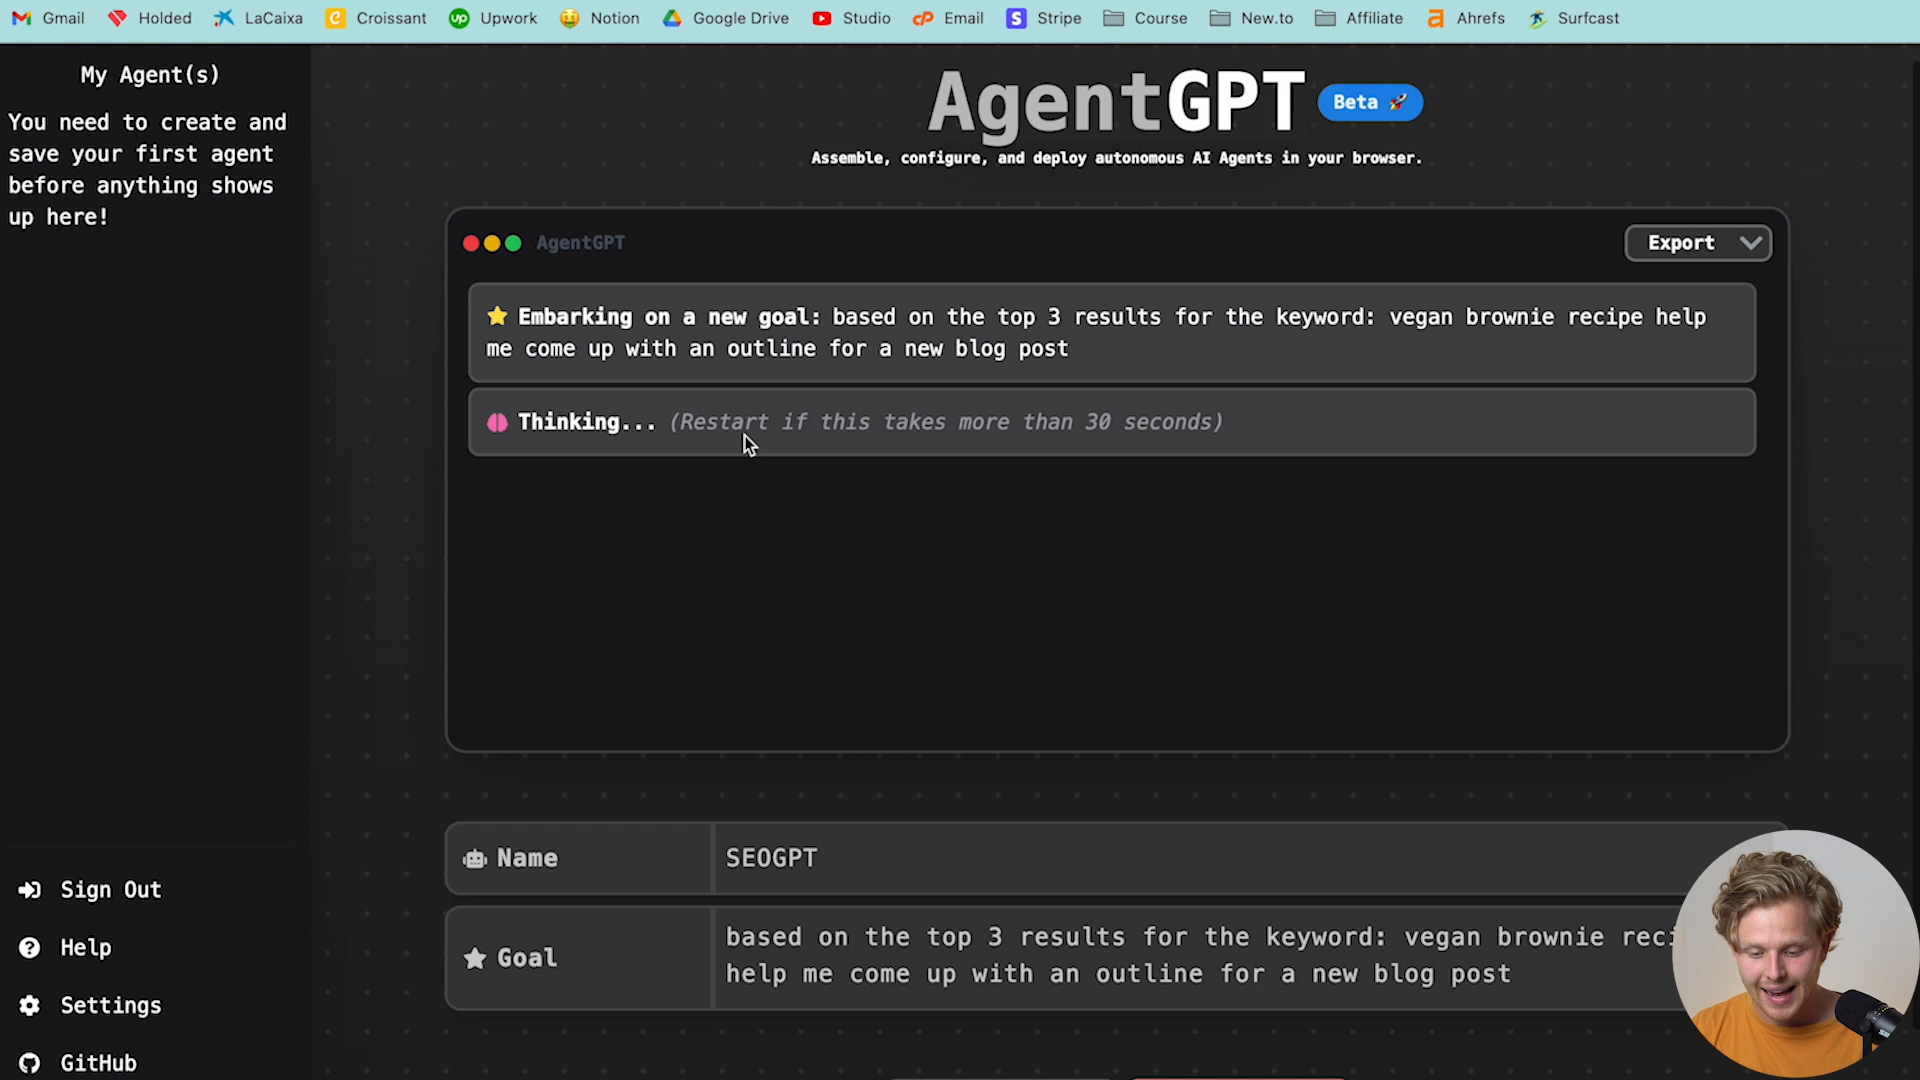 Gmail Holded LaCaixa Croissant Upwork Notion Google Drive Studio Email Stripe Course New.to Affiliate Ahrefs Surfcast
My Agent(s)
You need to create and
save your first agent
before anything shows
up here!
AgentGPT Beta 🚀
Assemble, configure, and deploy autonomous AI Agents in your browser.
AgentGPT
Export
Embarking on a new goal: based on the top 3 results for the keyword: vegan brownie recipe help
me come up with an outline for a new blog post
Thinking... (Restart if this takes more than 30 seconds)
Name
SEOGPT
Goal
based on the top 3 results for the keyword: vegan brownie
help me come up with an outline for a new blog post
Sign Out
Help
Settings
GitHub